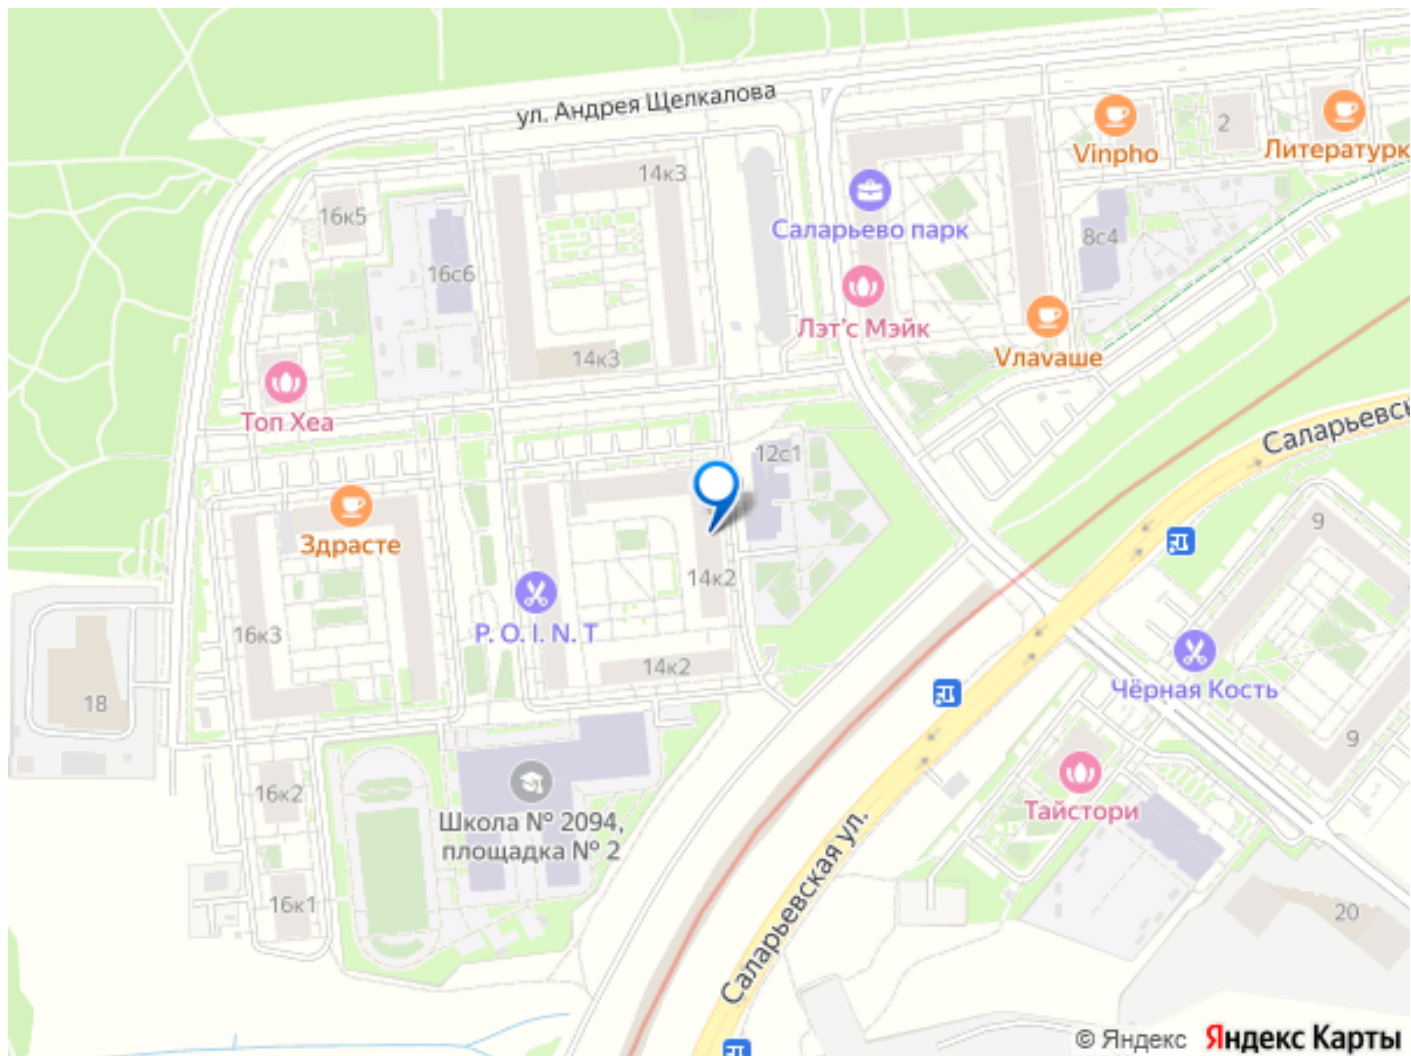 ул. Андрея Щелкалова
Vinpho
2
Литературк
14к3
16к5
Саларьево парк
8с4
16с6
Лэт'с Мэйк
14к3
Vлаваше
Топ Хеа
Саларьевс
12с1
9
Здрасте
14к2
P. O. I. N. T
16к3
14к2
Чёрная Кость
18
9
16к2
Тайстори
Школа № 2094,
площадка № 2
Саларьевская ул.
16к1
20
© Яндекс Яндекс Карты